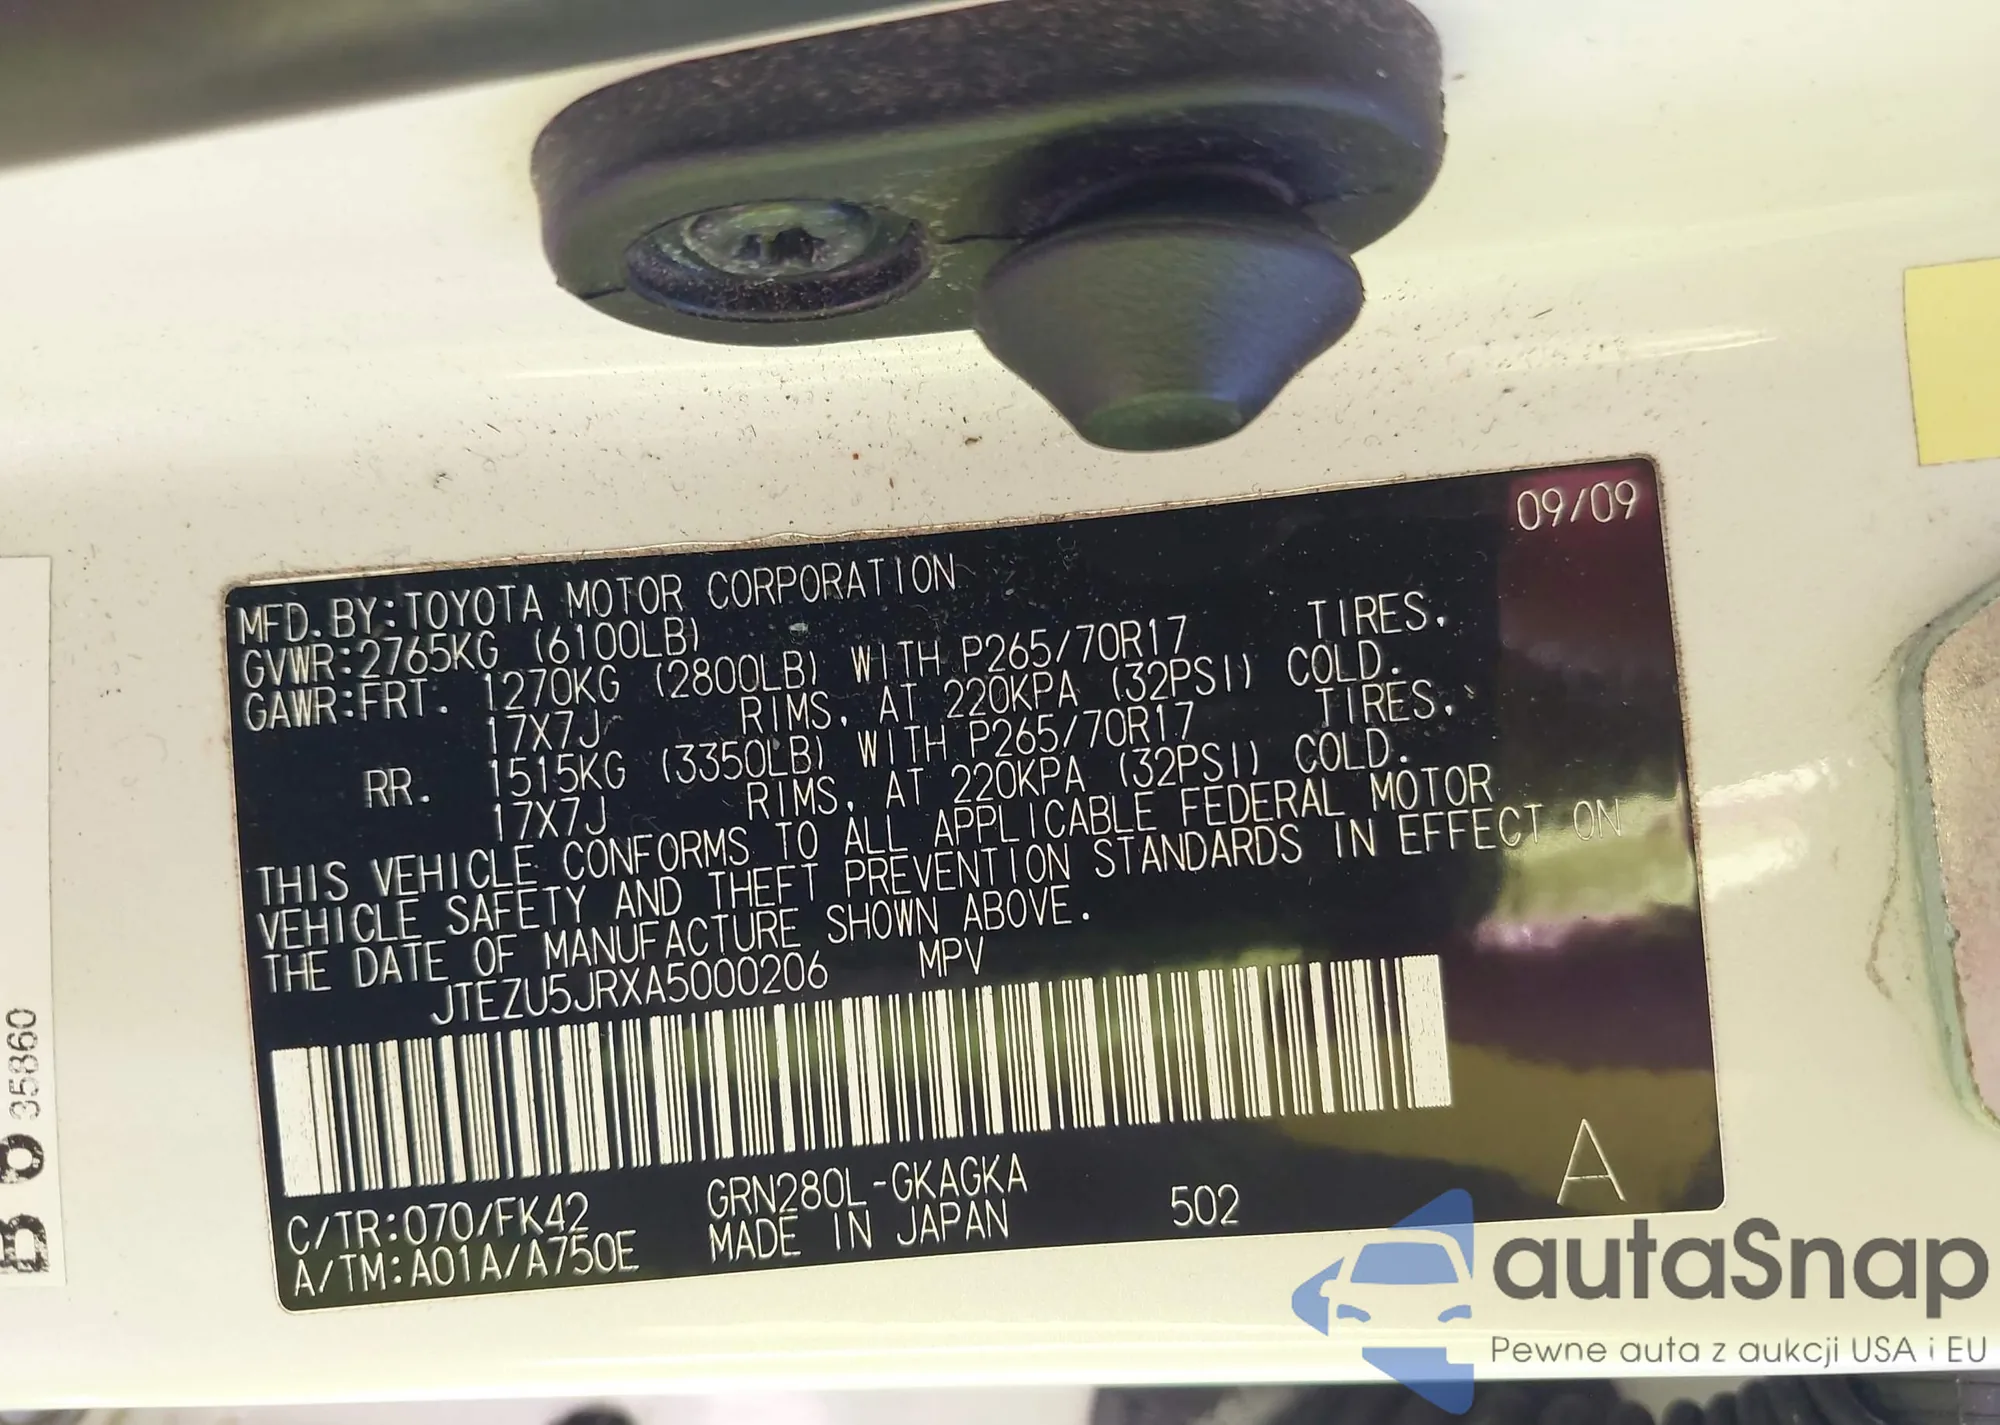 09/09
MFD. BY: TOYOTA MOTOR CORPORATION
GVWR: 2765KG (6100LB)
GAWR: FRT. 1270KG (2800LB) WITH P265/70R17 TIRES,
17X7J RIMS, AT 220KPA (32PSI) COLD.
RR. 1515KG (3350LB) WITH P265/70R17 TIRES,
17X7J RIMS, AT 220KPA (32PSI) COLD.
THIS VEHICLE CONFORMS TO ALL APPLICABLE FEDERAL MOTOR
VEHICLE SAFETY AND THEFT PREVENTION STANDARDS IN EFFECT ON
THE DATE OF MANUFACTURE SHOWN ABOVE.
JTEZU5JRXA5000206 MPV
C/TR: 070/FK42 GRN280L-GKAGKA
A/TM: A01A/A750E MADE IN JAPAN 502 A
35860
autaSnap
Pewne auta z aukcji USA i EU